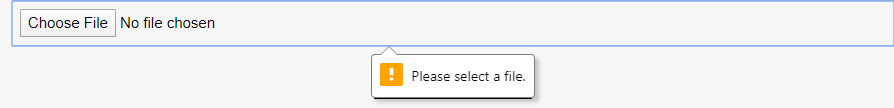 Choose File No file chosen
! Please select a file.